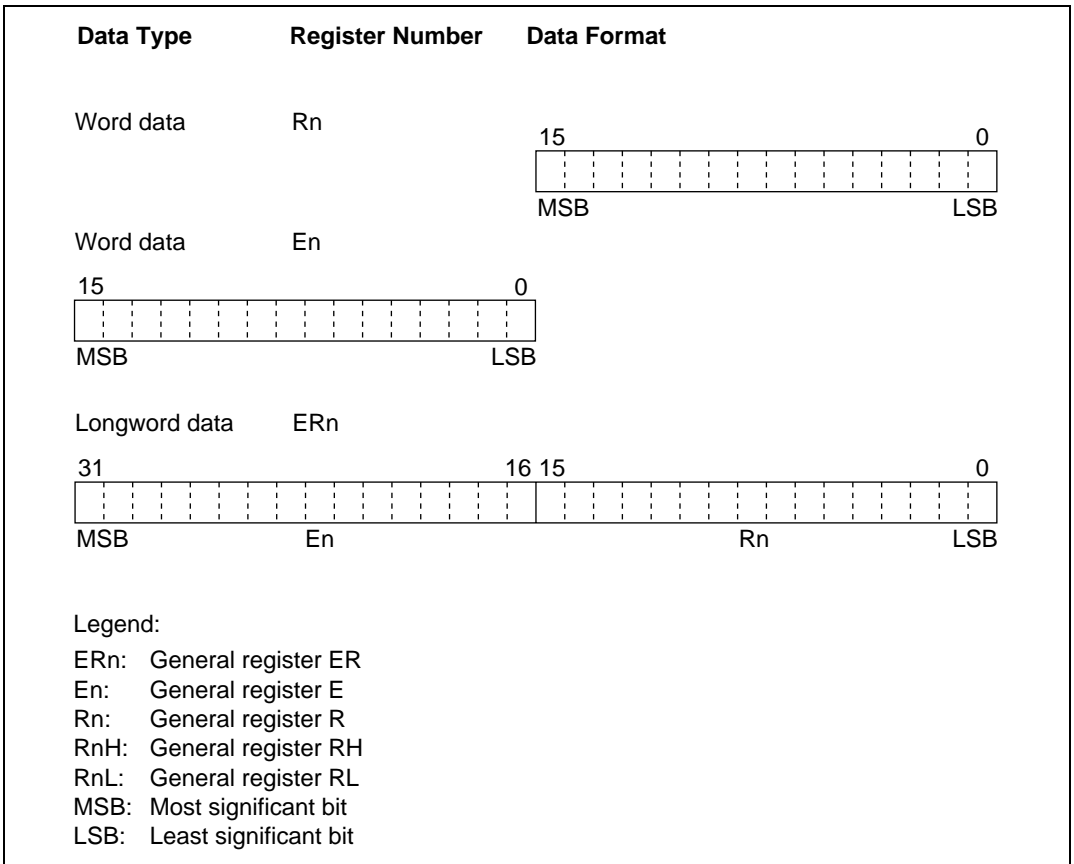 Data Type Register Number Data Format
Word data Rn
15 0
MSB LSB
Word data En
15 0
MSB LSB
Longword data ERn
31 16 15 0
MSB En Rn LSB
Legend:
ERn: General register ER
En: General register E
Rn: General register R
RnH: General register RH
RnL: General register RL
MSB: Most significant bit
LSB: Least significant bit